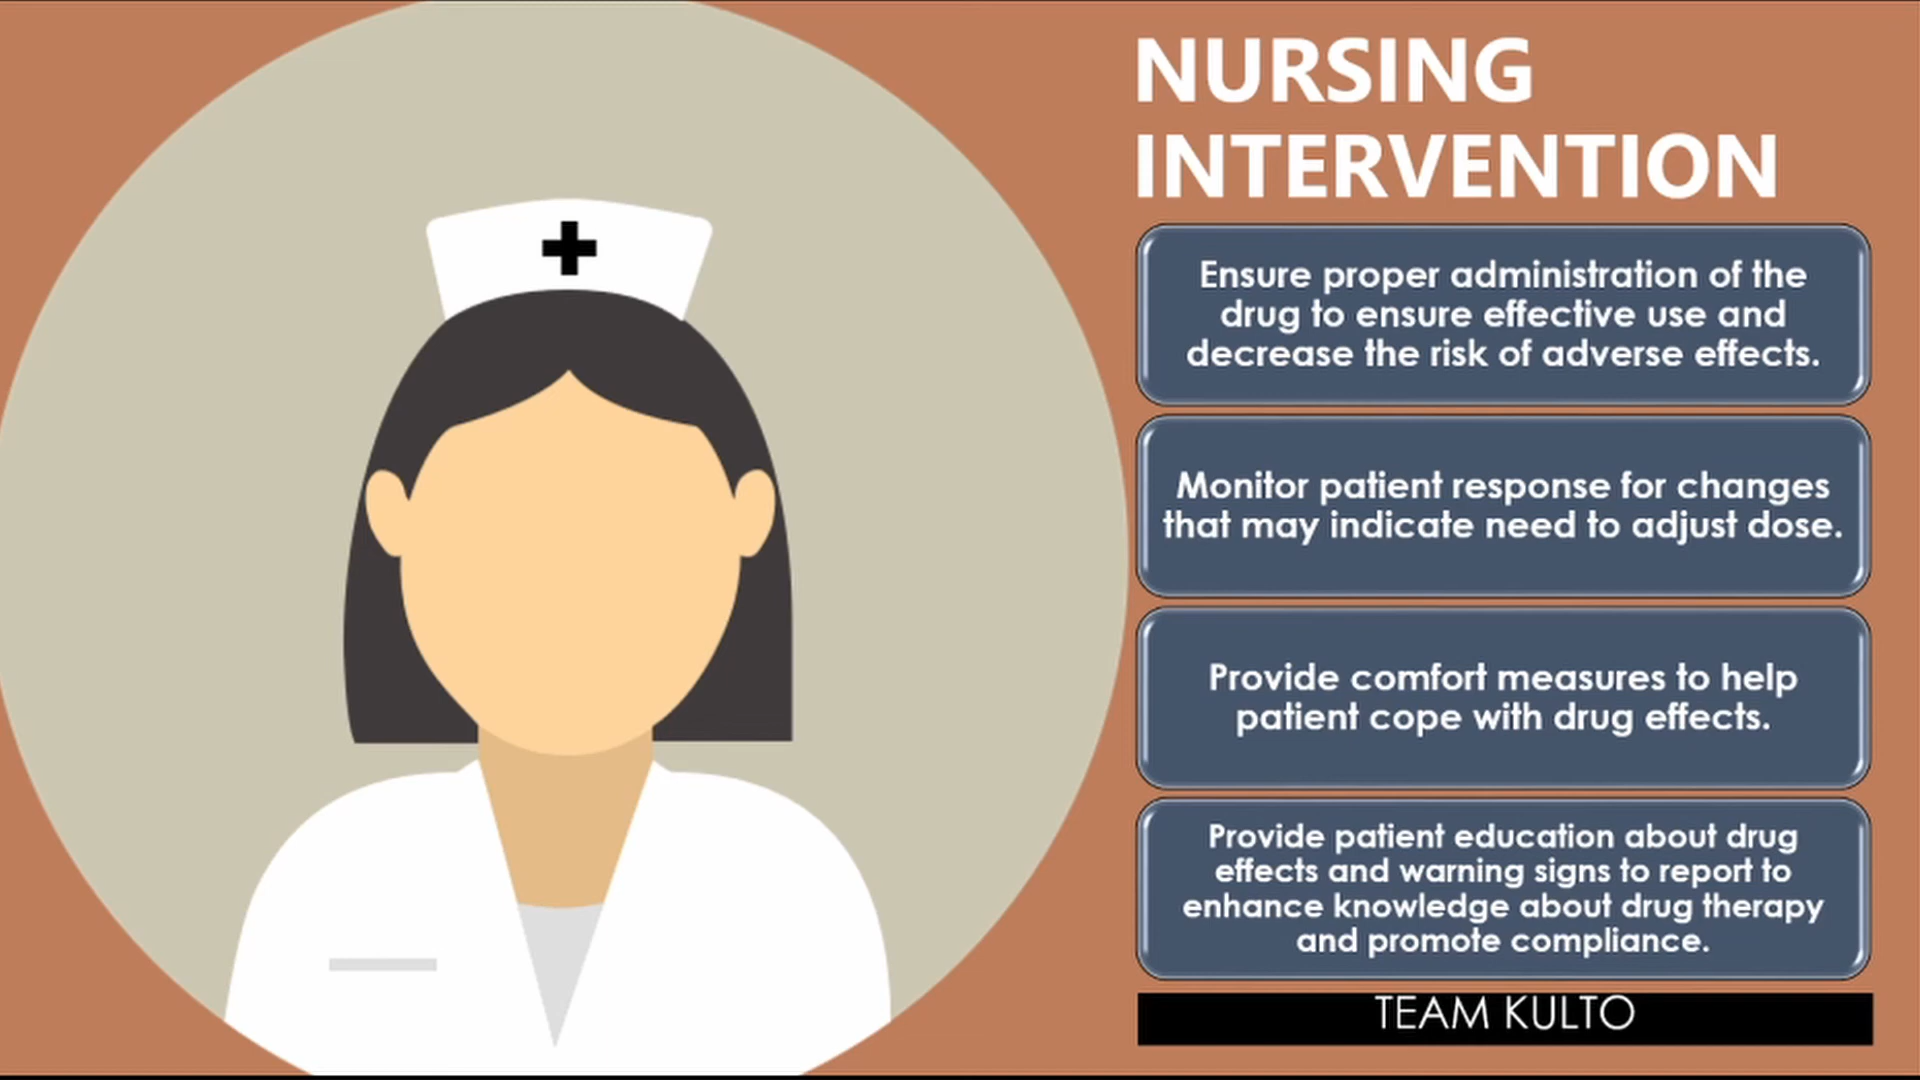 NURSING
INTERVENTION
Ensure proper administration of the
drug to ensure effective use and
decrease the risk of adverse effects.
Monitor patient response for changes
that may indicate need to adjust dose.
Provide comfort measures to help
patient cope with drug effects.
Provide patient education about drug
effects and warning signs to report to
enhance knowledge about drug therapy
and promote compliance.
TEAM KULTO